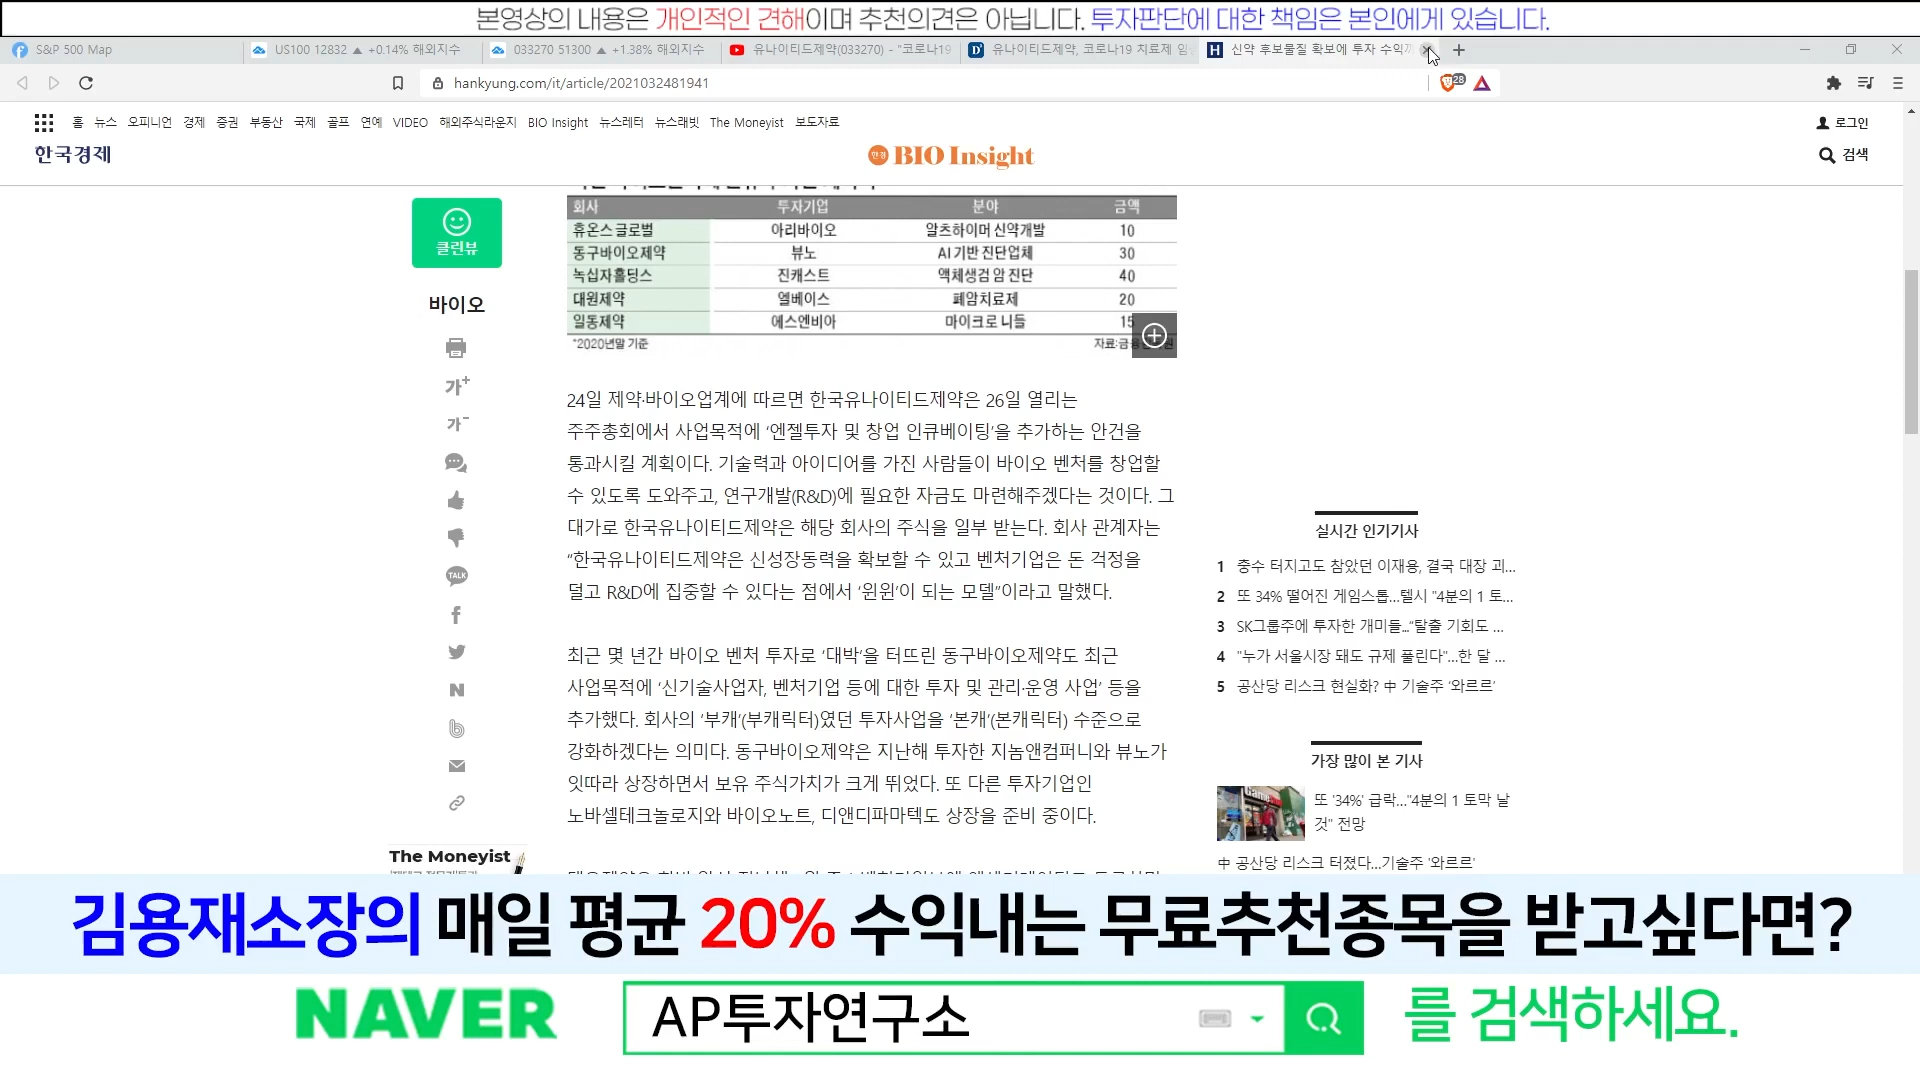 본영상의 내용은 개인적인 견해이며 추천의견은 아닙니다. 투자판단에 대한 책임은 본인에게 있습니다.
S&P 500 Map
US100 12832 ▲ +0.14% 해외지수
033270 51300 ▲ +1.38% 해외지수
유나이티드제약(033270) - "코로나19
유나이티드제약, 코로나19 치료제 임
신약 후보물질 확보에 투자 수익까
hankyung.com/it/article/2021032481941
28
홈 뉴스 오피니언 경제 증권 부동산 국제 골프 연예 VIDEO 해외주식라운지 BIO Insight 뉴스레터 뉴스래빗 The Moneyist 보도자료
로그인
한국경제
한경 BIO Insight
검색
클린뷰
바이오
가+
가-
TALK
The Moneyist
회사 투자기업 분야 금액
휴온스글로벌 아리바이오 알츠하이머 신약개발 10
동구바이오제약 뷰노 AI기반 진단업체 30
녹십자홀딩스 진캐스트 액체생검 암 진단 40
대원제약 엘베이스 폐암치료제 20
일동제약 에스엔비아 마이크로니들 15
*2020년말 기준
자료:금
24일 제약·바이오업계에 따르면 한국유나이티드제약은 26일 열리는
주주총회에서 사업목적에 ‘엔젤투자 및 창업 인큐베이팅’을 추가하는 안건을
통과시킬 계획이다. 기술력과 아이디어를 가진 사람들이 바이오 벤처를 창업할
수 있도록 도와주고, 연구개발(R&D)에 필요한 자금도 마련해주겠다는 것이다. 그
대가로 한국유나이티드제약은 해당 회사의 주식을 일부 받는다. 회사 관계자는
“한국유나이티드제약은 신성장동력을 확보할 수 있고 벤처기업은 돈 걱정을
덜고 R&D에 집중할 수 있다는 점에서 ‘윈윈’이 되는 모델”이라고 말했다.
최근 몇 년간 바이오 벤처 투자로 ‘대박’을 터뜨린 동구바이오제약도 최근
사업목적에 ‘신기술사업자, 벤처기업 등에 대한 투자 및 관리·운영 사업’ 등을
추가했다. 회사의 ‘부캐’(부캐릭터)였던 투자사업을 ‘본캐’(본캐릭터) 수준으로
강화하겠다는 의미다. 동구바이오제약은 지난해 투자한 지놈앤컴퍼니와 뷰노가
잇따라 상장하면서 보유 주식가치가 크게 뛰었다. 또 다른 투자기업인
노바셀테크놀로지와 바이오노트, 디앤디파마텍도 상장을 준비 중이다.
실시간 인기기사
1 충수 터지고도 참았던 이재용, 결국 대장 괴...
2 또 34% 떨어진 게임스톱...텔시 "4분의 1 토...
3 SK그룹주에 투자한 개미들..."탈출 기회도 ...
4 "누가 서울시장 돼도 규제 풀린다"...한 달 ...
5 공산당 리스크 현실화? 中 기술주 '와르르'
가장 많이 본 기사
또 '34%' 급락..."4분의 1 토막 날
것" 전망
中 공산당 리스크 터졌다...기술주 '와르르'
김용재소장의 매일 평균 20% 수익내는 무료추천종목을 받고싶다면?
NAVER AP투자연구소 를 검색하세요.